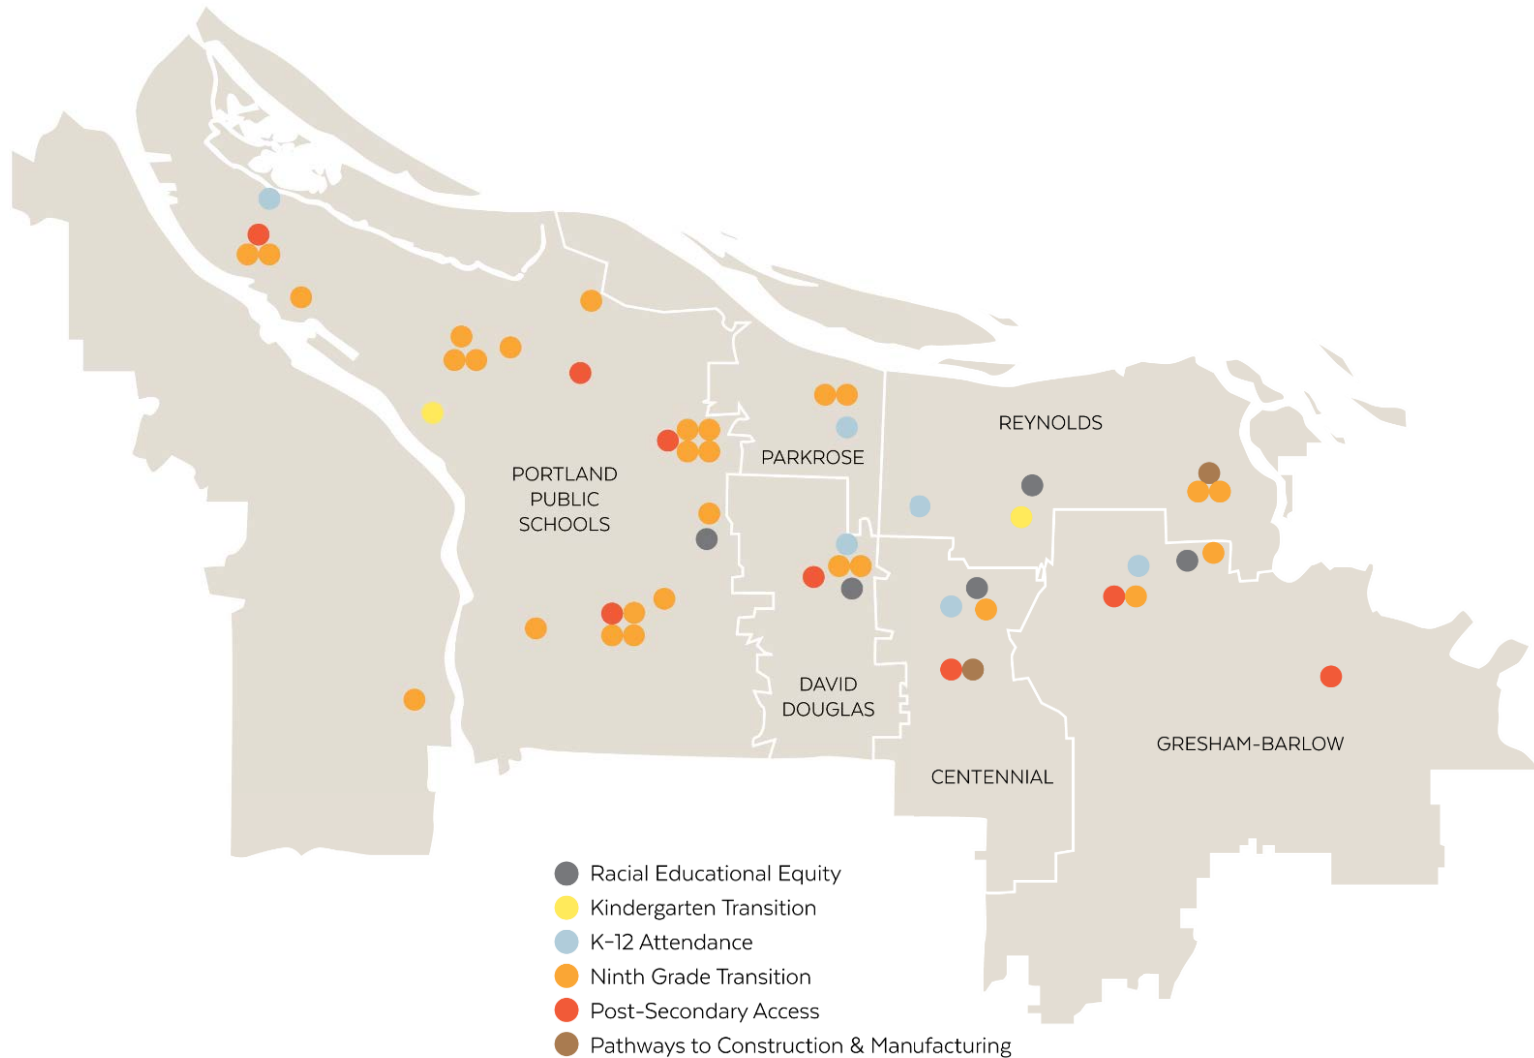 REYNOLDS
PARKROSE
PORTLAND
PUBLIC
SCHOOLS
DAVID
DOUGLAS
GRESHAM-BARLOW
CENTENNIAL
Racial Educational Equity
Kindergarten Transition
K-12 Attendance
Ninth Grade Transition
Post-Secondary Access
Pathways to Construction & Manufacturing